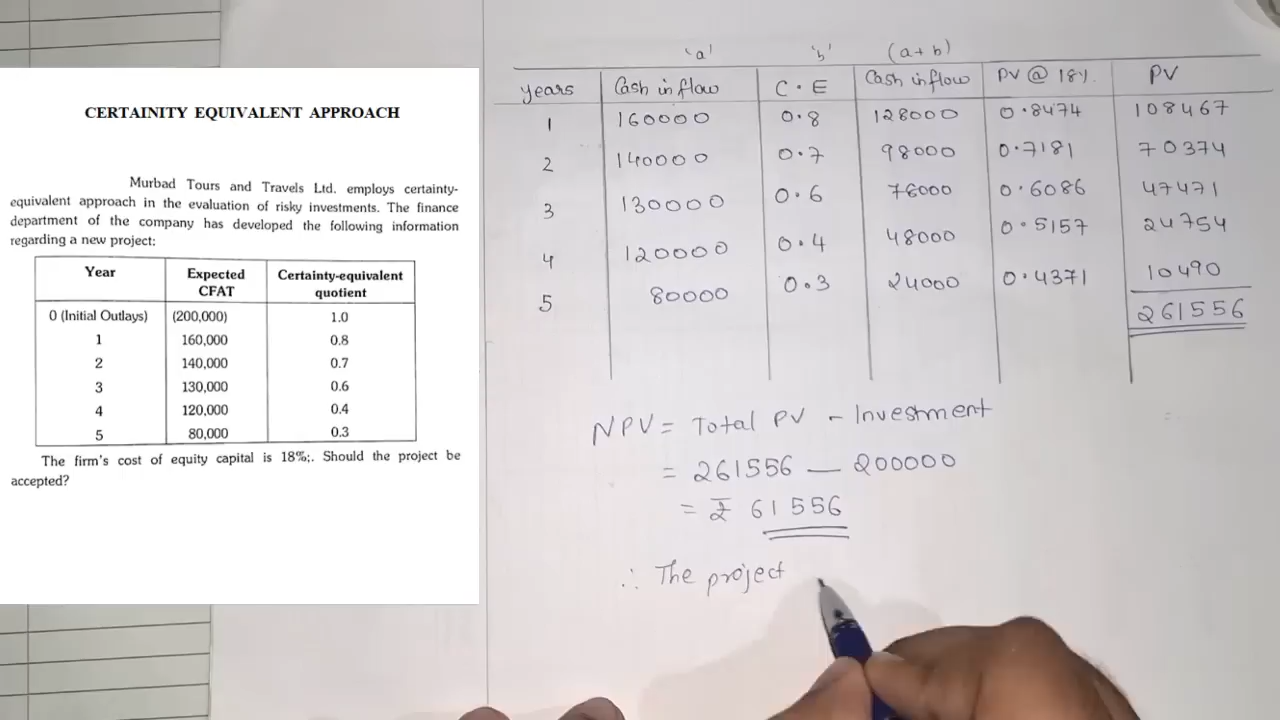 CERTAINITY EQUIVALENT APPROACH
Murbad Tours and Travels Ltd. employs certainty-
equivalent approach in the evaluation of risky investments. The finance
department of the company has developed the following information
regarding a new project:
Year Expected CFAT Certainty-equivalent quotient
0 (Initial Outlays) (200,000) 1.0
1 160,000 0.8
2 140,000 0.7
3 130,000 0.6
4 120,000 0.4
5 80,000 0.3
The firm's cost of equity capital is 18%;. Should the project be
accepted?
'a' 'b' (a+b)
years Cash inflow C.E Cash inflow PV @ 18% PV
1 160000 0.8 128000 0.8474 108467
2 140000 0.7 98000 0.7181 70374
3 130000 0.6 78000 0.6086 47471
4 120000 0.4 48000 0.5157 24754
5 80000 0.3 24000 0.4371 10490
261556
NPV = Total PV - Investment
= 261556 — 200000
= ₹ 61556
∴ The project